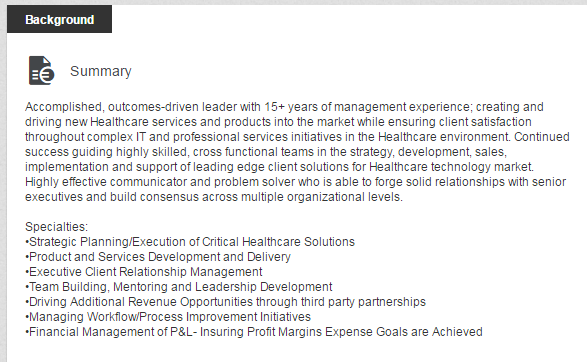 Background
Summary
Accomplished, outcomes-driven leader with 15+ years of management experience; creating and
driving new Healthcare services and products into the market while ensuring client satisfaction
throughout complex IT and professional services initiatives in the Healthcare environment. Continued
success guiding highly skilled, cross functional teams in the strategy, development, sales,
implementation and support of leading edge client solutions for Healthcare technology market.
Highly effective communicator and problem solver who is able to forge solid relationships with senior
executives and build consensus across multiple organizational levels.
Specialties:
•Strategic Planning/Execution of Critical Healthcare Solutions
•Product and Services Development and Delivery
•Executive Client Relationship Management
•Team Building, Mentoring and Leadership Development
•Driving Additional Revenue Opportunities through third party partnerships
•Managing Workflow/Process Improvement Initiatives
•Financial Management of P&L- Insuring Profit Margins Expense Goals are Achieved